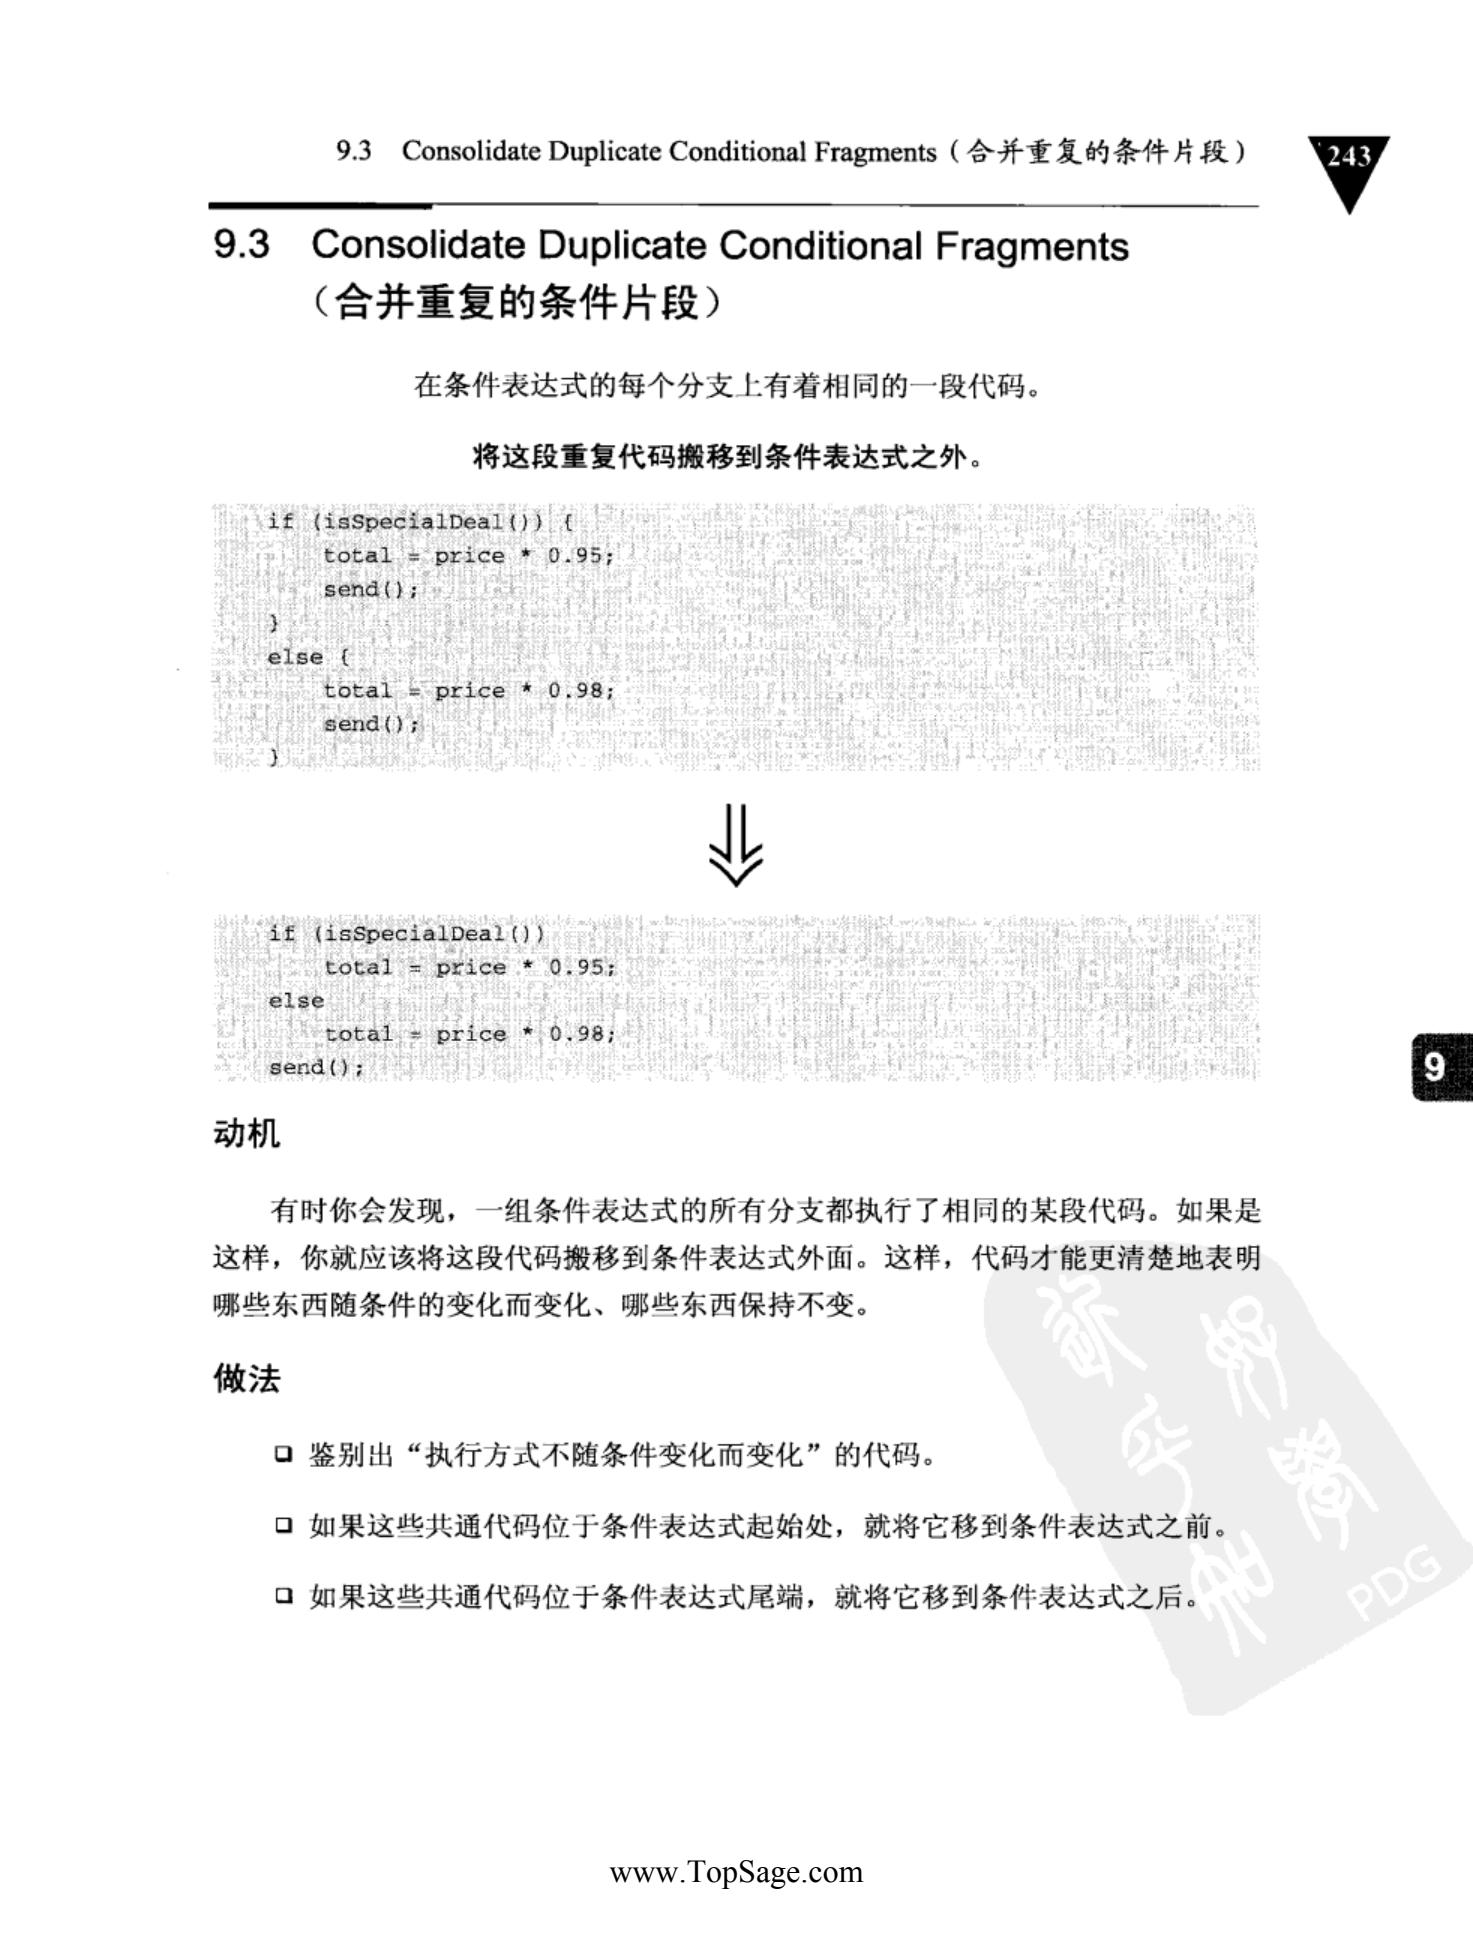 9.3 Consolidate Duplicate Conditional Fragments（合并重复的条件片段）
243
9.3 Consolidate Duplicate Conditional Fragments
（合并重复的条件片段）
在条件表达式的每个分支上有着相同的一段代码。
将这段重复代码搬移到条件表达式之外。
if (isSpecialDeal()) {
total = price * 0.95;
send();
}
else {
total = price * 0.98;
send();
}
if (isSpecialDeal())
total = price * 0.95;
else
total = price * 0.98;
send();
9
动机
有时你会发现，一组条件表达式的所有分支都执行了相同的某段代码。如果是
这样，你就应该将这段代码搬移到条件表达式外面。这样，代码才能更清楚地表明
哪些东西随条件的变化而变化、哪些东西保持不变。
做法
鉴别出“执行方式不随条件变化而变化”的代码。
如果这些共通代码位于条件表达式起始处，就将它移到条件表达式之前。
如果这些共通代码位于条件表达式尾端，就将它移到条件表达式之后。
PDG
www.TopSage.com